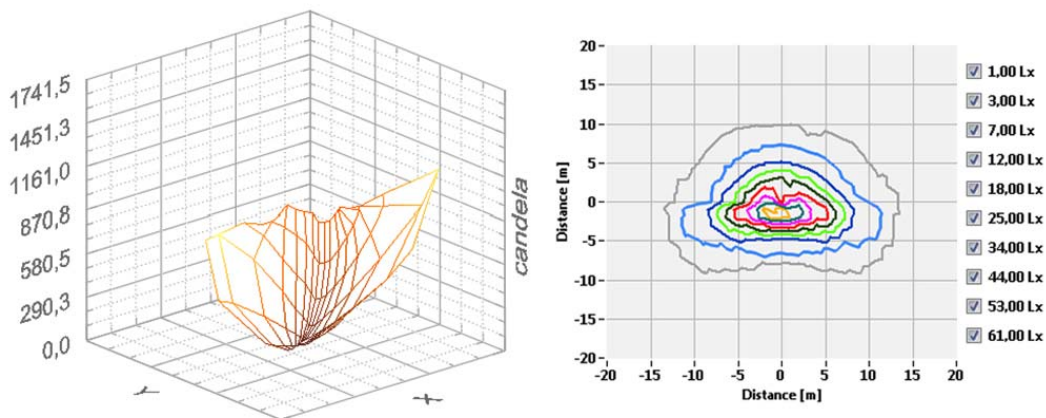 1741,5
1451,3
1161,0
870,8
580,5
290,3
0,0
Y
X
candela
20
15
10
5
0
-5
-10
-15
-20
Distance [m]
-20
-15
-10
-5
0
5
10
15
20
Distance [m]
1,00 Lx
3,00 Lx
7,00 Lx
12,00 Lx
18,00 Lx
25,00 Lx
34,00 Lx
44,00 Lx
53,00 Lx
61,00 Lx